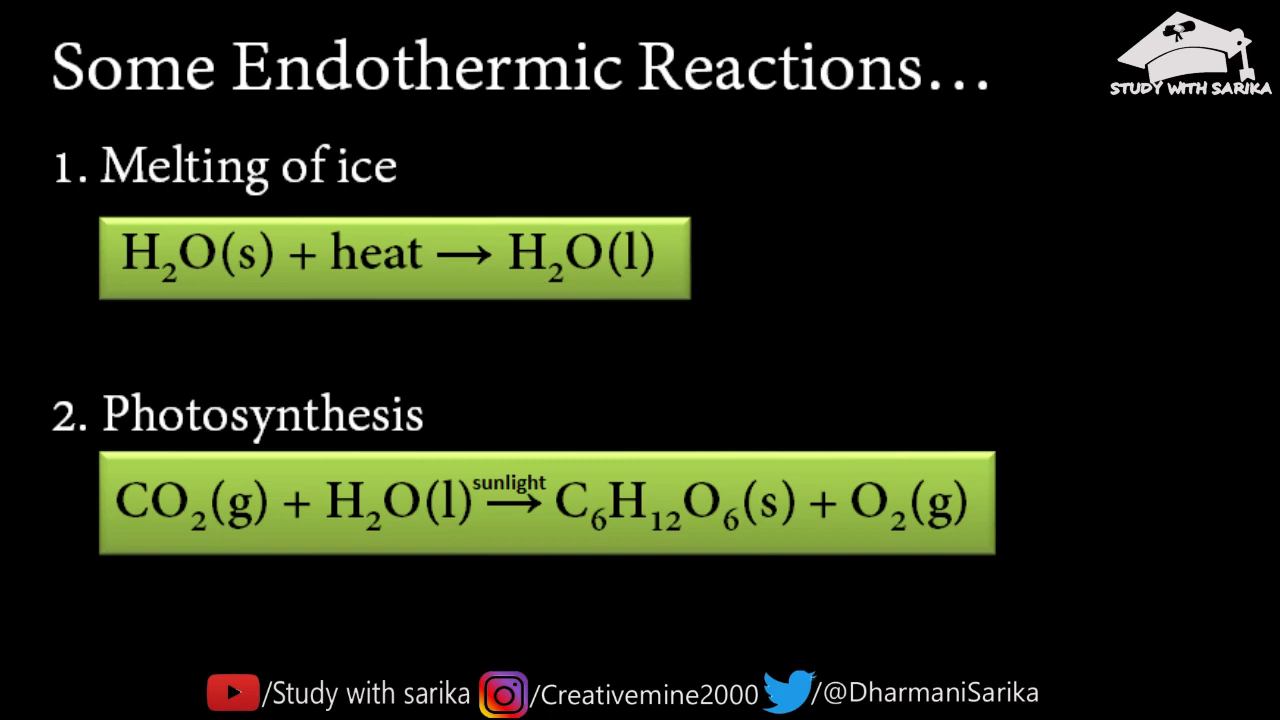 Some Endothermic Reactions...
STUDY WITH SARIKA
1. Melting of ice
H₂O(s) + heat → H₂O(l)
2. Photosynthesis
sunlight
CO₂(g) + H₂O(l) → C₆H₁₂O₆(s) + O₂(g)
/Study with sarika /Creativemine2000 /@DharmaniSarika